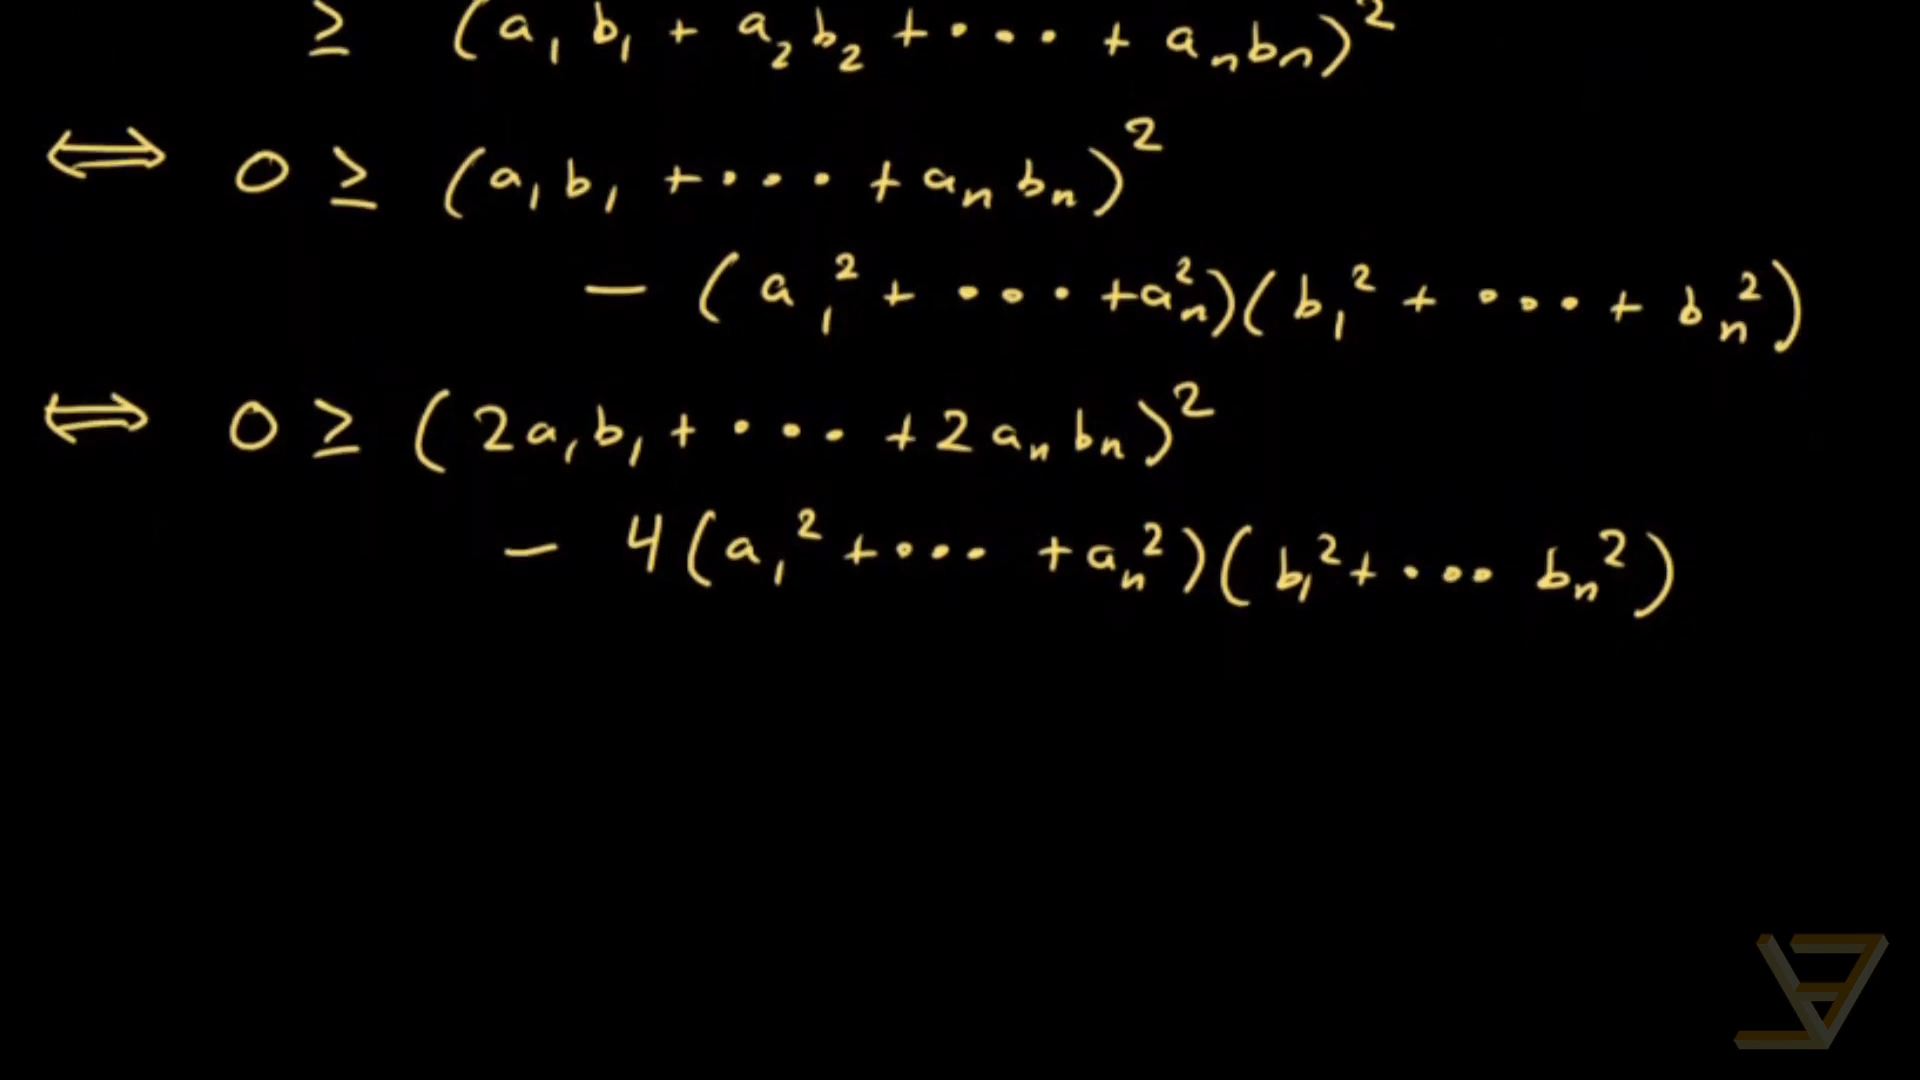 ≥ (a₁b₁ + a₂b₂ + ··· + aₙbₙ)²
⟺ 0 ≥ (a₁b₁ + ··· + aₙbₙ)²
− (a₁² + ··· + aₙ²)(b₁² + ··· + bₙ²)
⟺ 0 ≥ (2a₁b₁ + ··· + 2aₙbₙ)²
− 4(a₁² + ··· + aₙ²)(b₁² + ··· bₙ²)